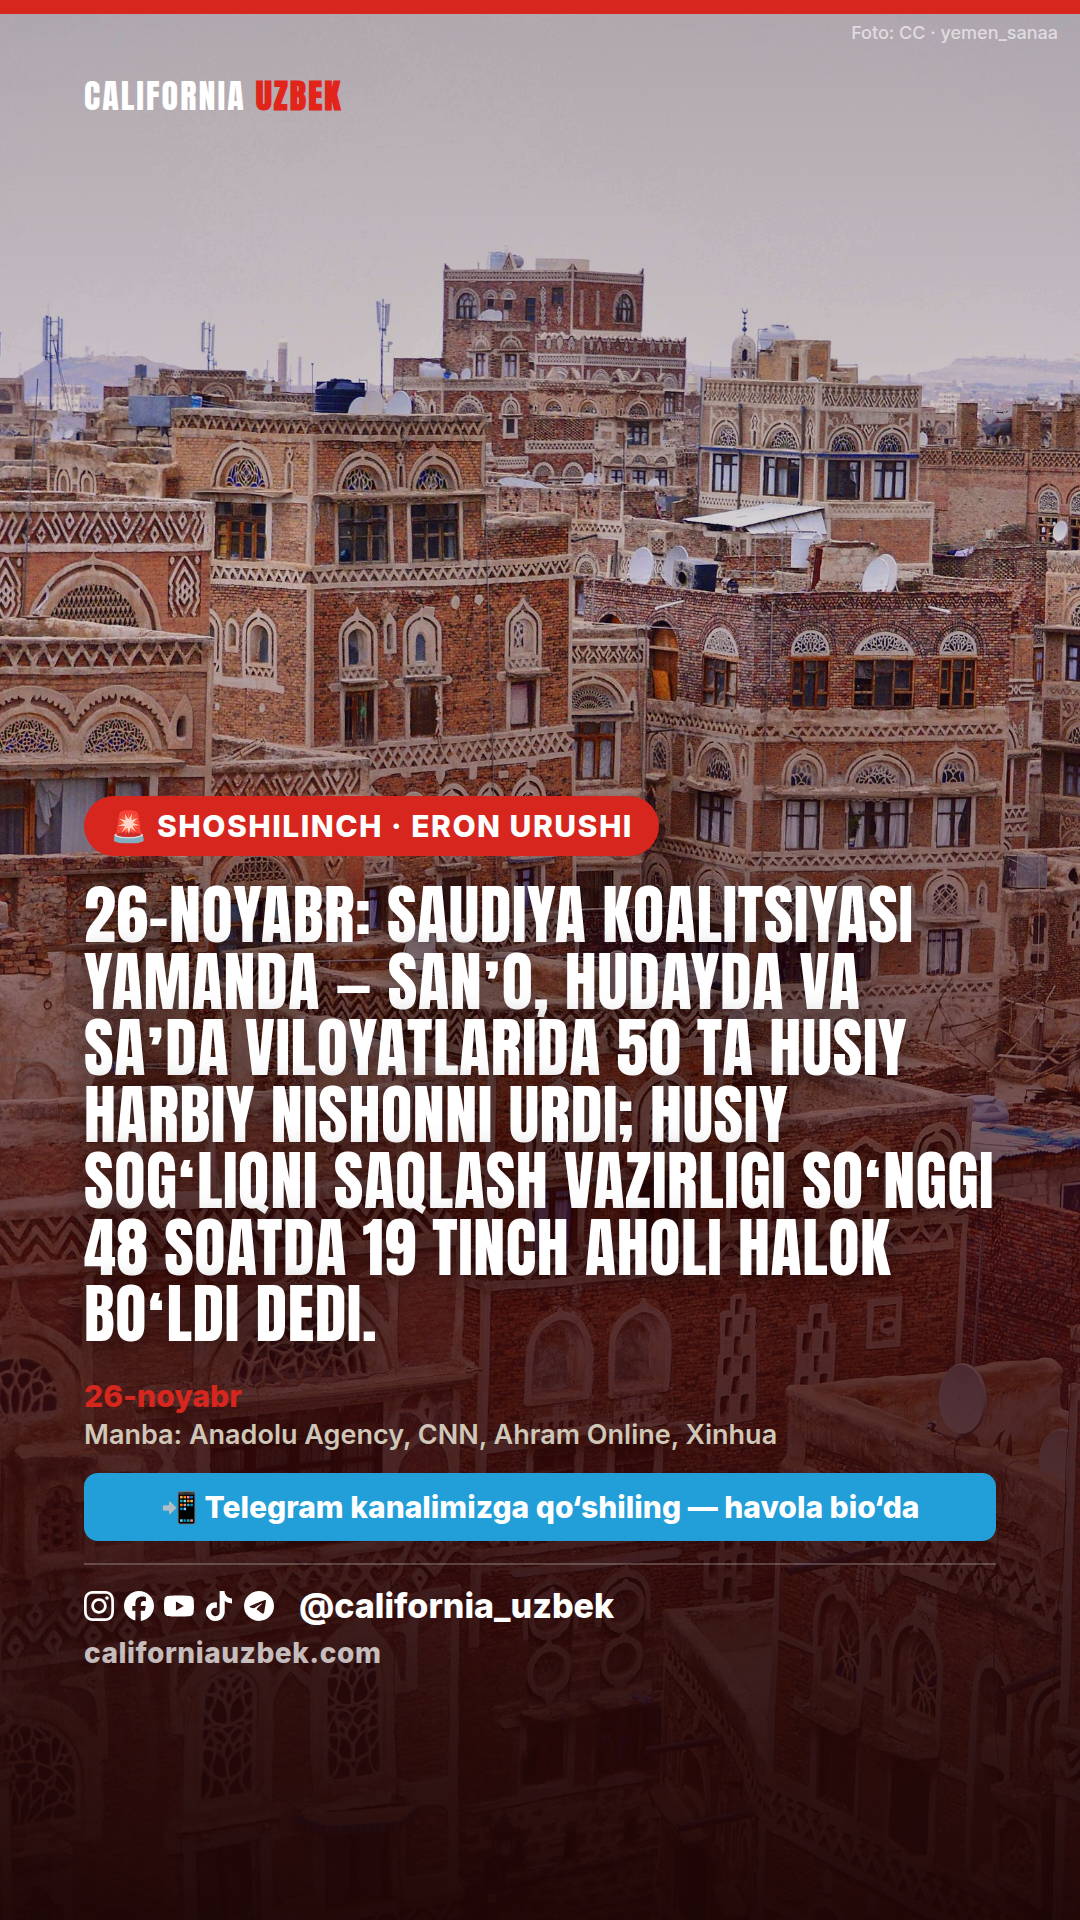 Foto: CC · yemen_sanaa
CALIFORNIA UZBEK
🚨 SHOSHILINCH · ERON URUSHI
26-NOYABR: SAUDIYA KOALITSIYASI
YAMANDA – SAN’O, HUDAYDA VA
SA’DA VILOYATLARIDA 50 TA HUSIY
HARBIY NISHONNI URDI; HUSIY
SOG‘LIQNI SAQLASH VAZIRLIGI SO‘NGGI
48 SOATDA 19 TINCH AHOLI HALOK
BO‘LDI DEDI.
26-noyabr
Manba: Anadolu Agency, CNN, Ahram Online, Xinhua
📲 Telegram kanalimizga qo‘shiling — havola bio‘da
@california_uzbek
californiauzbek.com